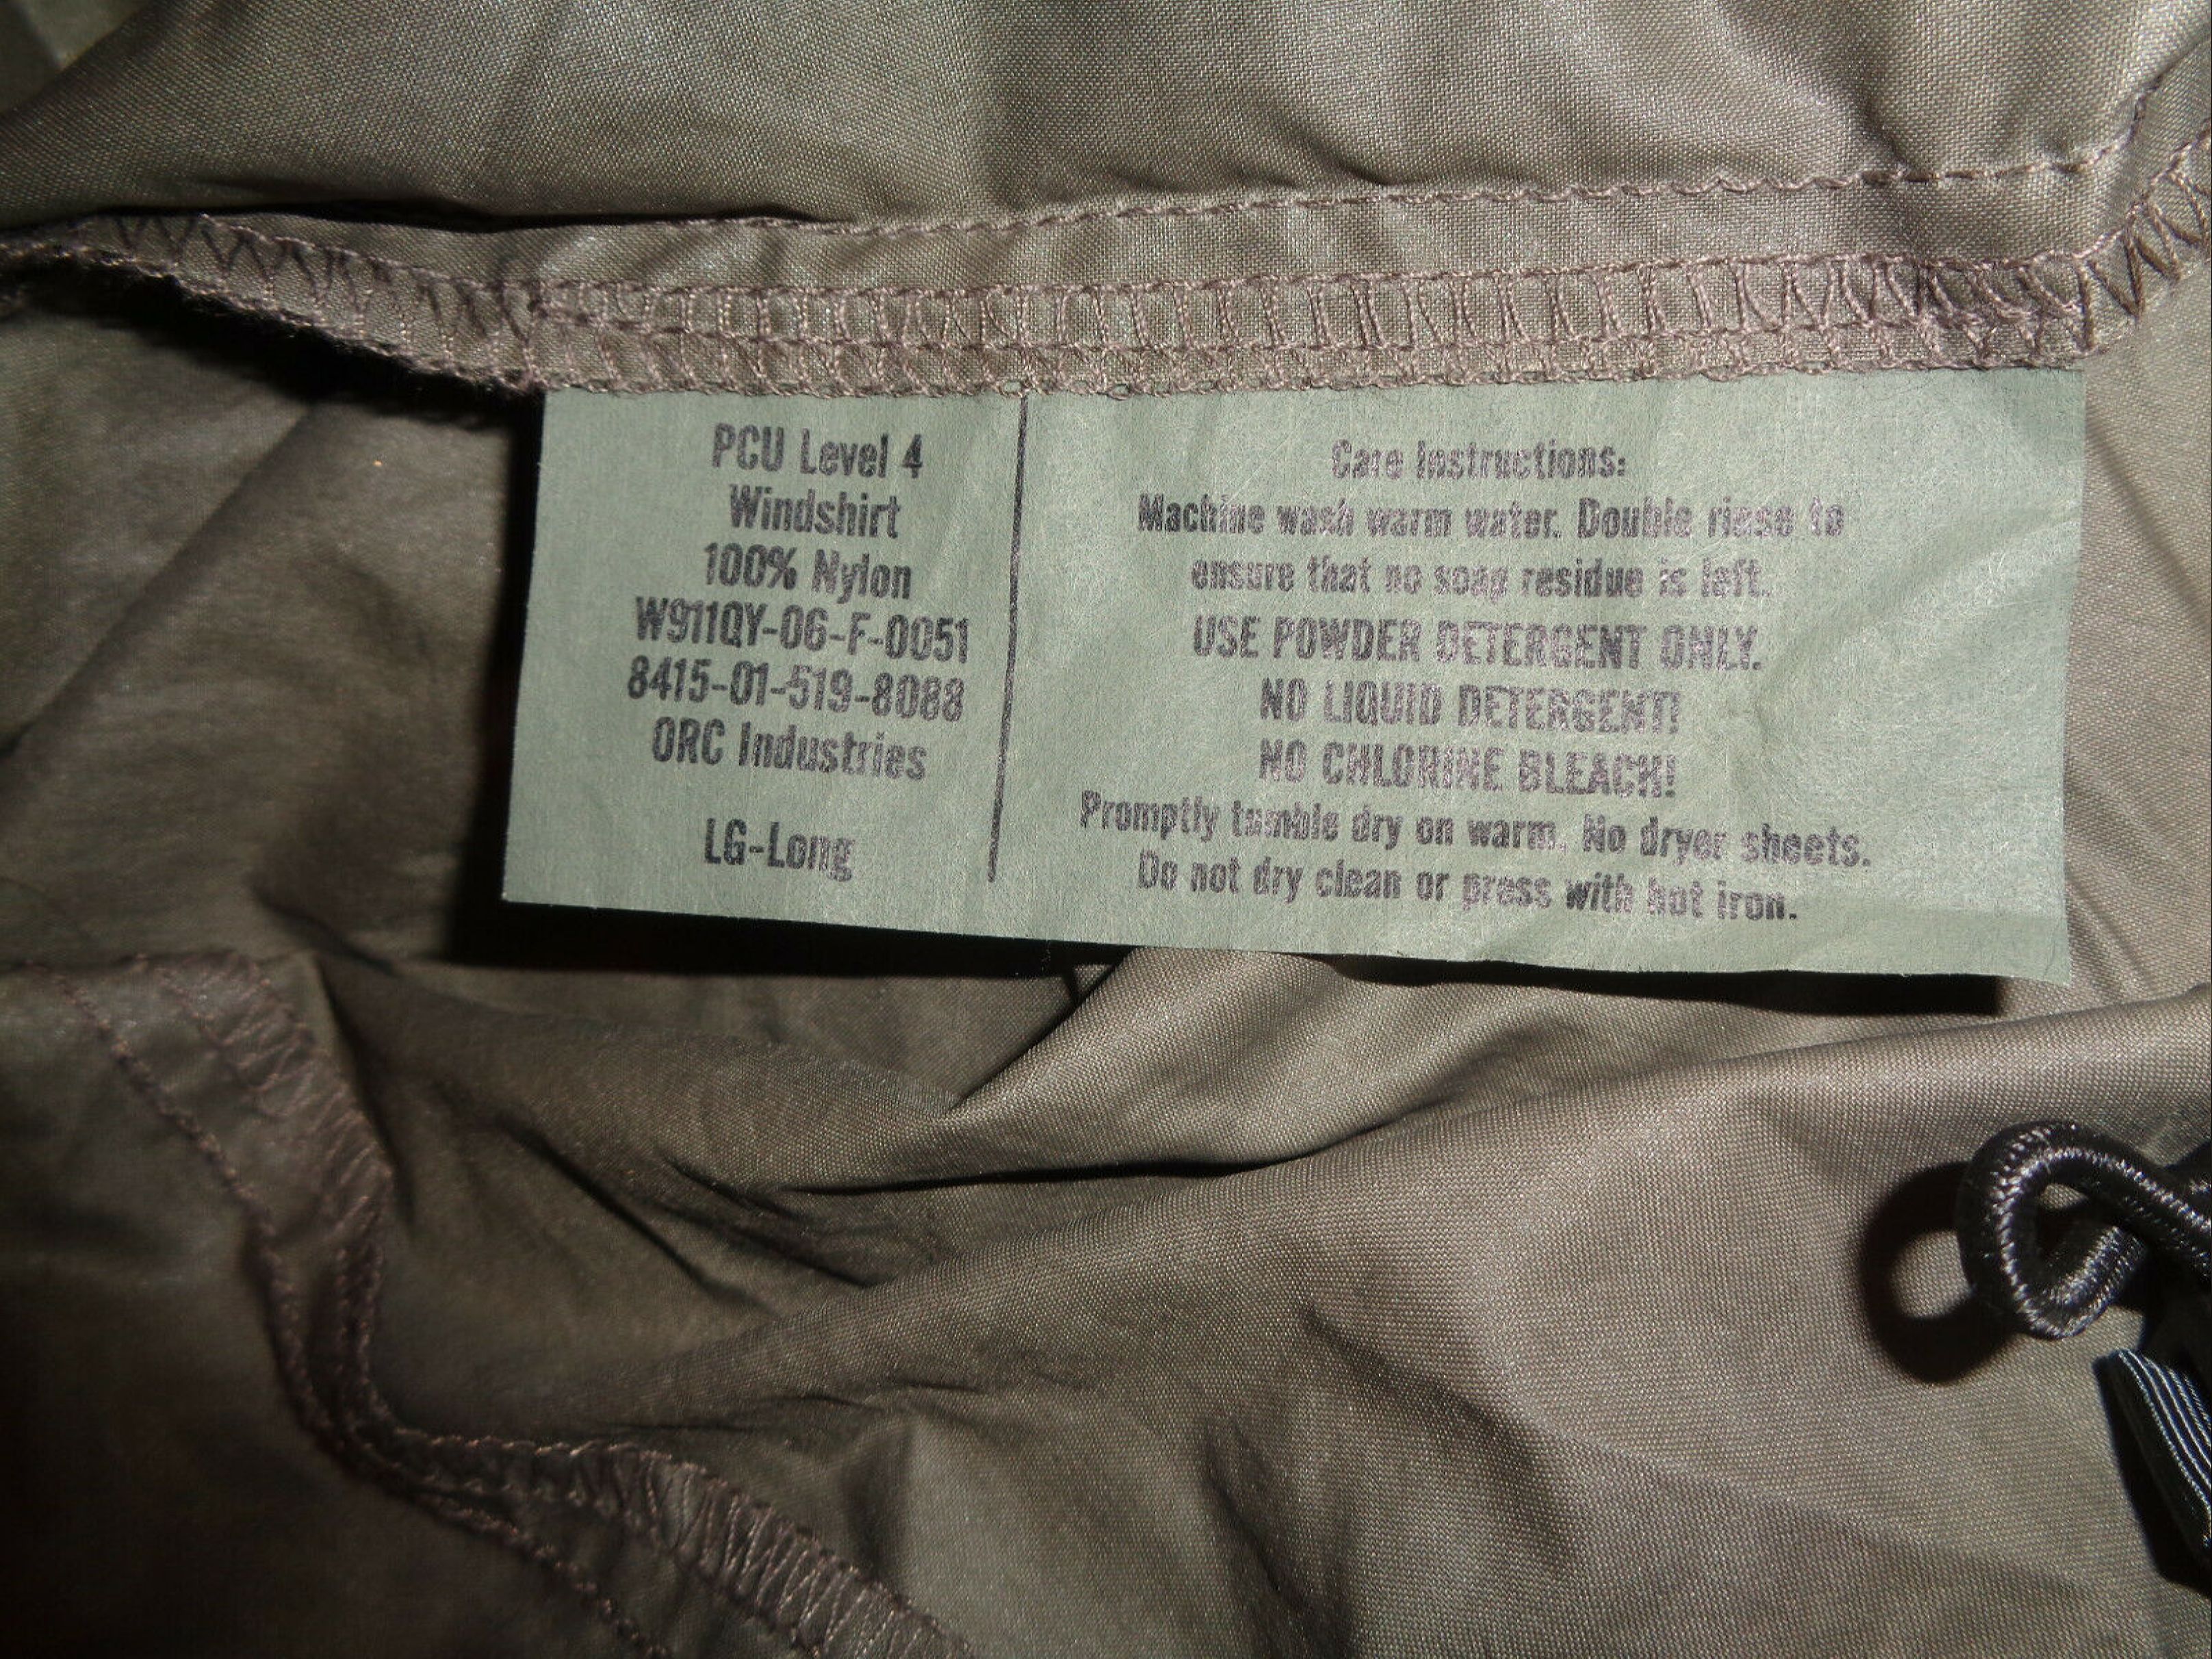 PCU Level 4
Windshirt
100% Nylon
W911QY-06-F-0051
8415-01-519-8088
ORC Industries
LG-Long
Care Instructions:
Machine wash warm water. Double rinse to
ensure that no soap residue is left.
USE POWDER DETERGENT ONLY.
NO LIQUID DETERGENT!
NO CHLORINE BLEACH!
Promptly tumble dry on warm. No dryer sheets.
Do not dry clean or press with hot iron.